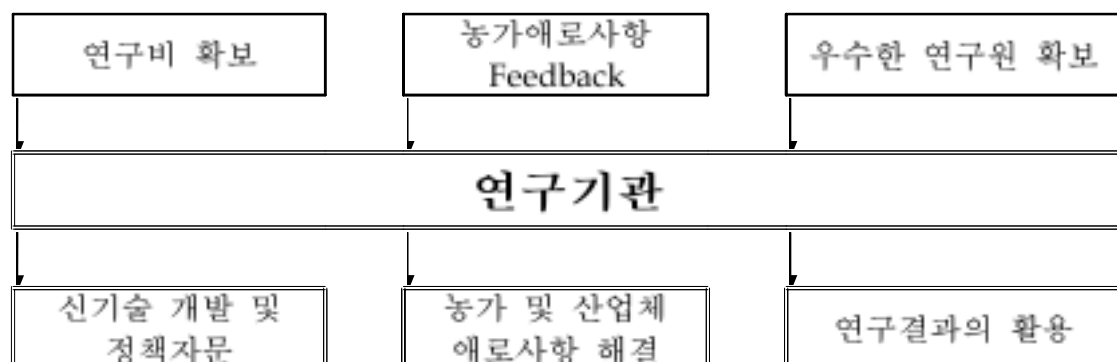 연구비 확보
농가애로사항
Feedback
우수한 연구원 확보
연구기관
신기술 개발 및
정책자문
농가 및 산업체
애로사항 해결
연구결과의 활용